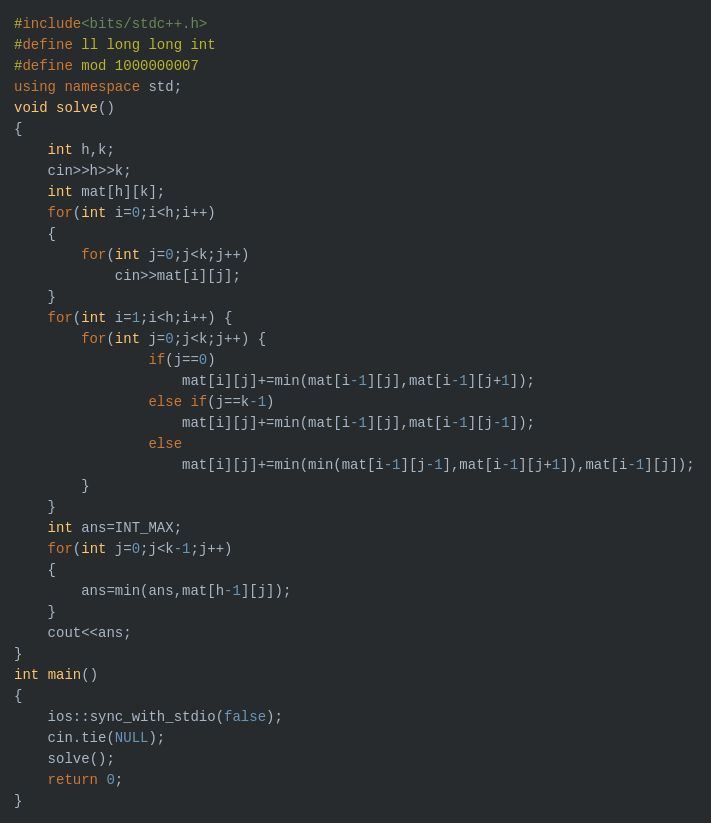 #include<bits/stdc++.h>
#define ll long long int
#define mod 1000000007
using namespace std;
void solve()
{
    int h,k;
    cin>>h>>k;
    int mat[h][k];
    for(int i=0;i<h;i++)
    {
        for(int j=0;j<k;j++)
            cin>>mat[i][j];
    }
    for(int i=1;i<h;i++) {
        for(int j=0;j<k;j++) {
                if(j==0)
                    mat[i][j]+=min(mat[i-1][j],mat[i-1][j+1]);
                else if(j==k-1)
                    mat[i][j]+=min(mat[i-1][j],mat[i-1][j-1]);
                else
                    mat[i][j]+=min(min(mat[i-1][j-1],mat[i-1][j+1]),mat[i-1][j]);
        }
    }
    int ans=INT_MAX;
    for(int j=0;j<k-1;j++)
    {
        ans=min(ans,mat[h-1][j]);
    }
    cout<<ans;
}
int main()
{
    ios::sync_with_stdio(false);
    cin.tie(NULL);
    solve();
    return 0;
}